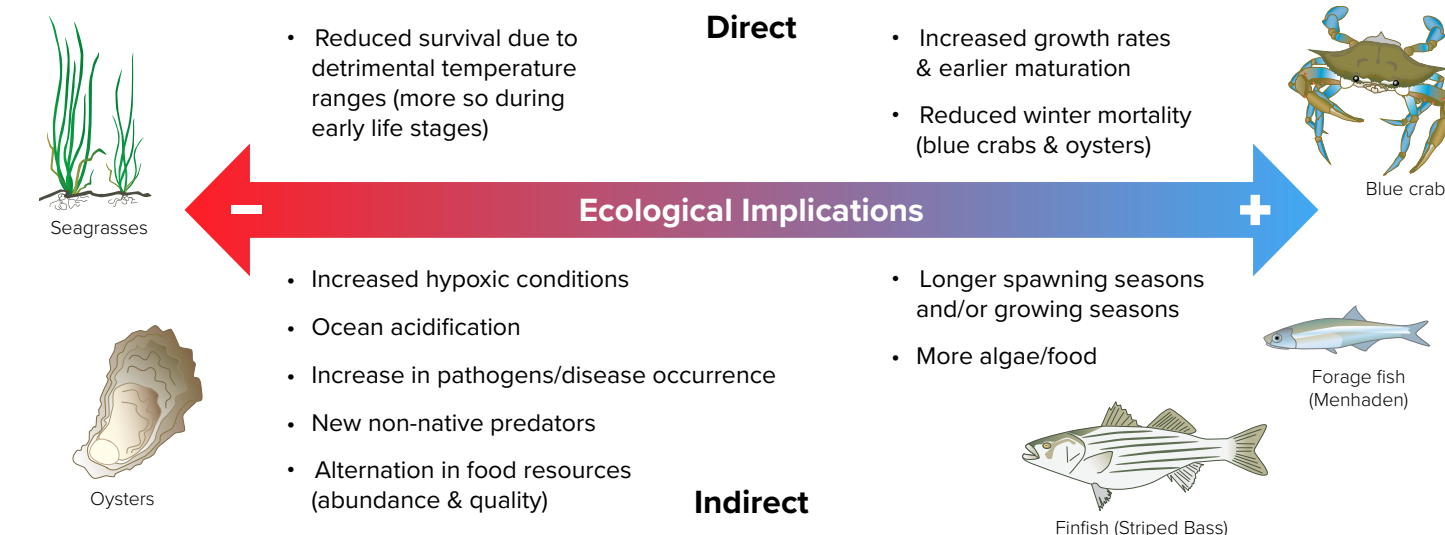 Direct
• Reduced survival due to
detrimental temperature
ranges (more so during
early life stages)
• Increased growth rates
& earlier maturation
• Reduced winter mortality
(blue crabs & oysters)
Seagrasses
Blue crab
− Ecological Implications +
• Increased hypoxic conditions
• Ocean acidification
• Increase in pathogens/disease occurrence
• New non-native predators
• Alternation in food resources
(abundance & quality)
• Longer spawning seasons
and/or growing seasons
• More algae/food
Oysters
Forage fish
(Menhaden)
Indirect
Finfish (Striped Bass)